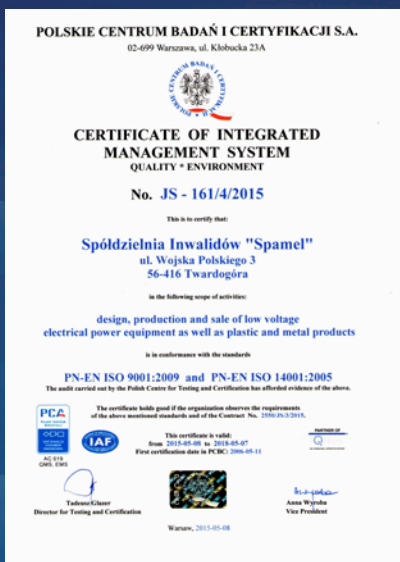 POLSKIE CENTRUM BADAŃ I CERTYFIKACJI S.A.
02-699 Warszawa, ul. Kłobucka 23A
POLSKIE CENTRUM BADAŃ I CERTYFIKACJI
CERTIFICATE OF INTEGRATED
MANAGEMENT SYSTEM
QUALITY * ENVIRONMENT
No. JS - 161/4/2015
This is to certify that:
Spółdzielnia Inwalidów "Spamel"
ul. Wojska Polskiego 3
56-416 Twardogóra
in the following scope of activities:
design, production and sale of low voltage
electrical power equipment as well as plastic and metal products
is in conformance with the standards
PN-EN ISO 9001:2009 and PN-EN ISO 14001:2005
The audit carried out by the Polish Centre for Testing and Certification has afforded evidence of the above.
The certificate holds good if the organization observes the requirements
of the above mentioned standards and of the Contract No. 2550/JS/3/2015.
PCA
IAF
This certificate is valid:
from 2015-05-08 to 2018-05-07
First certification date in PCBC: 2006-05-11
PARTNER OF
Q
AC 019
QMS, EMS
Tadeusz Glazer
Director for Testing and Certification
Anna Wyroba
Vice President
Warsaw, 2015-05-08